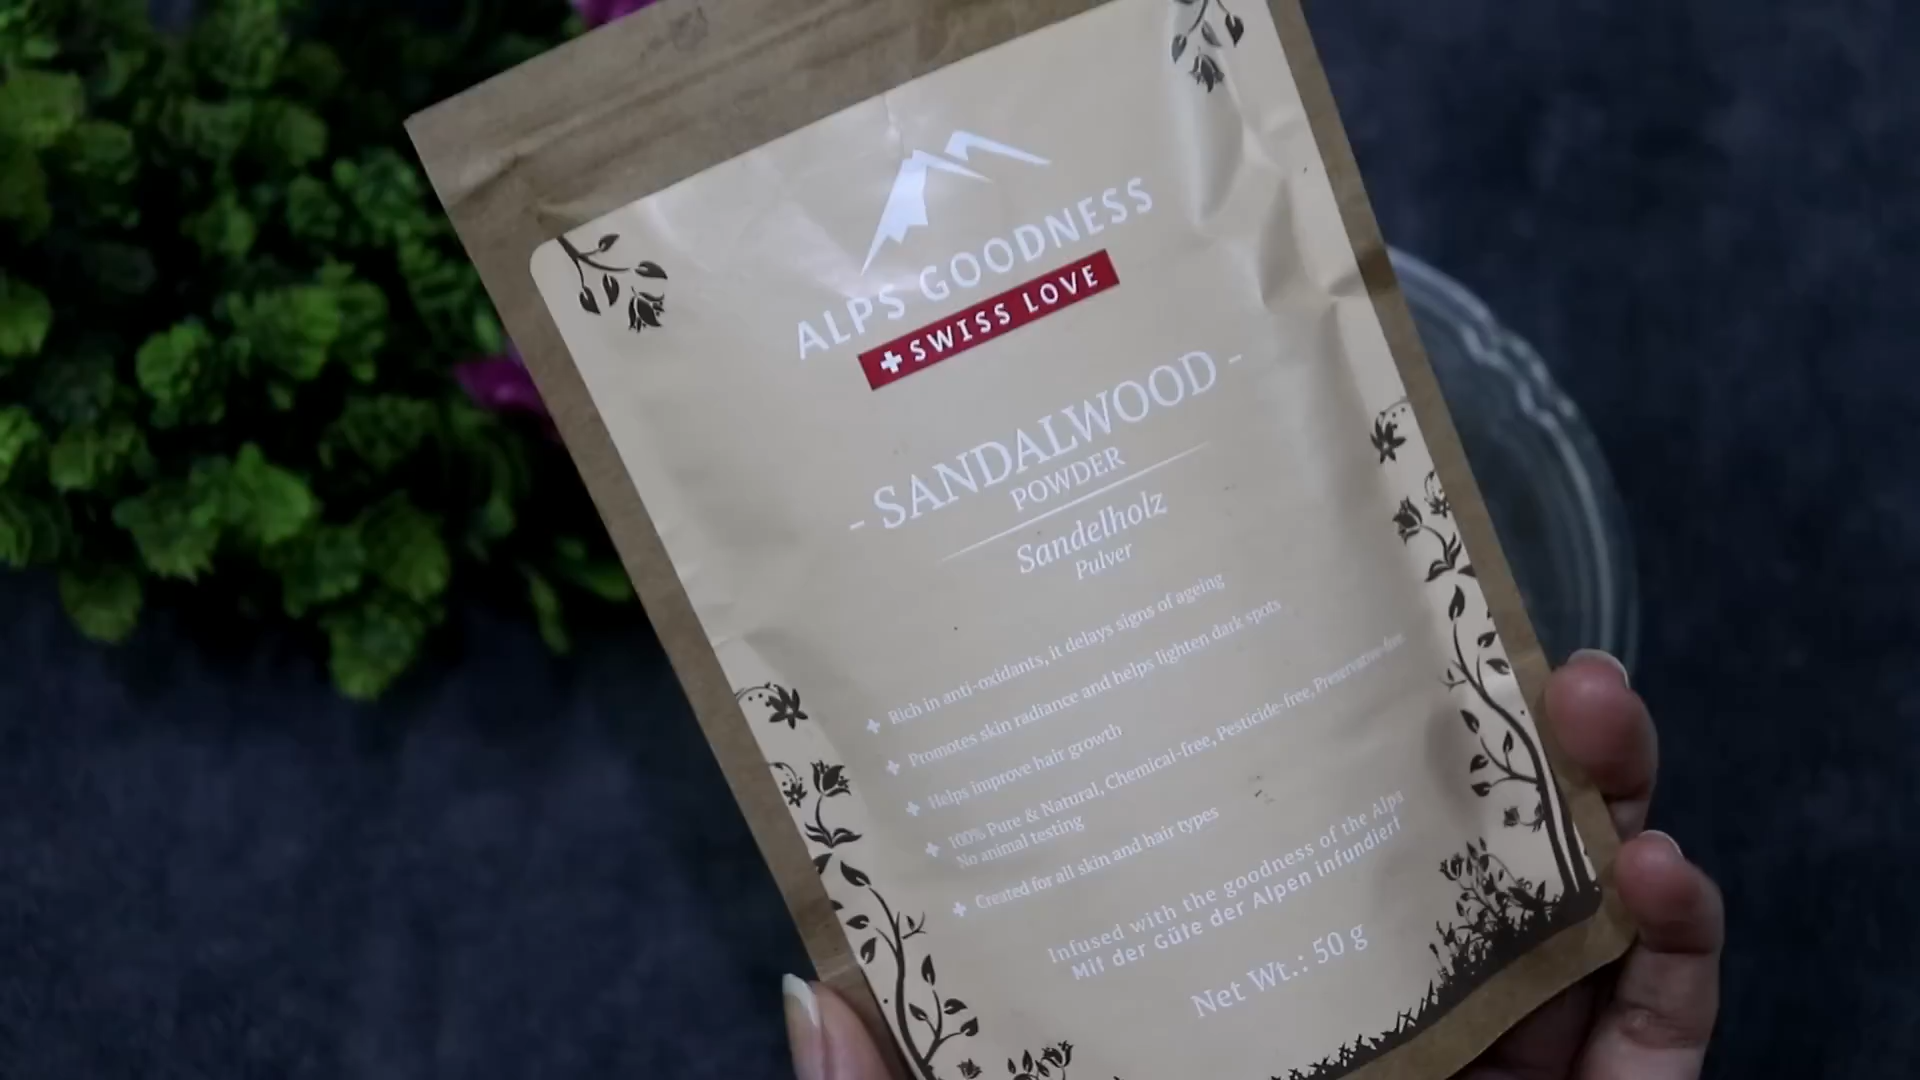 ALPS GOODNESS
SWISS LOVE
- SANDALWOOD -
POWDER
Sandelholz
Pulver
Rich in anti-oxidants, it delays signs of ageing
Promotes skin radiance and helps lighten dark spots
Helps improve hair growth
100% Pure & Natural, Chemical-free, Pesticide-free, Preservative-free
No animal testing
Created for all skin and hair types
Infused with the goodness of the Alps
Mit der Güte der Alpen infundiert
Net Wt.: 50 g